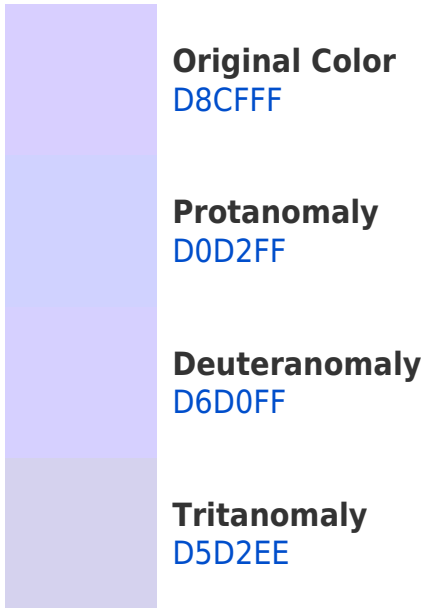 Original Color
D8CFFF
Protanomaly
D0D2FF
Deuteranomaly
D6D0FF
Tritanomaly
D5D2EE